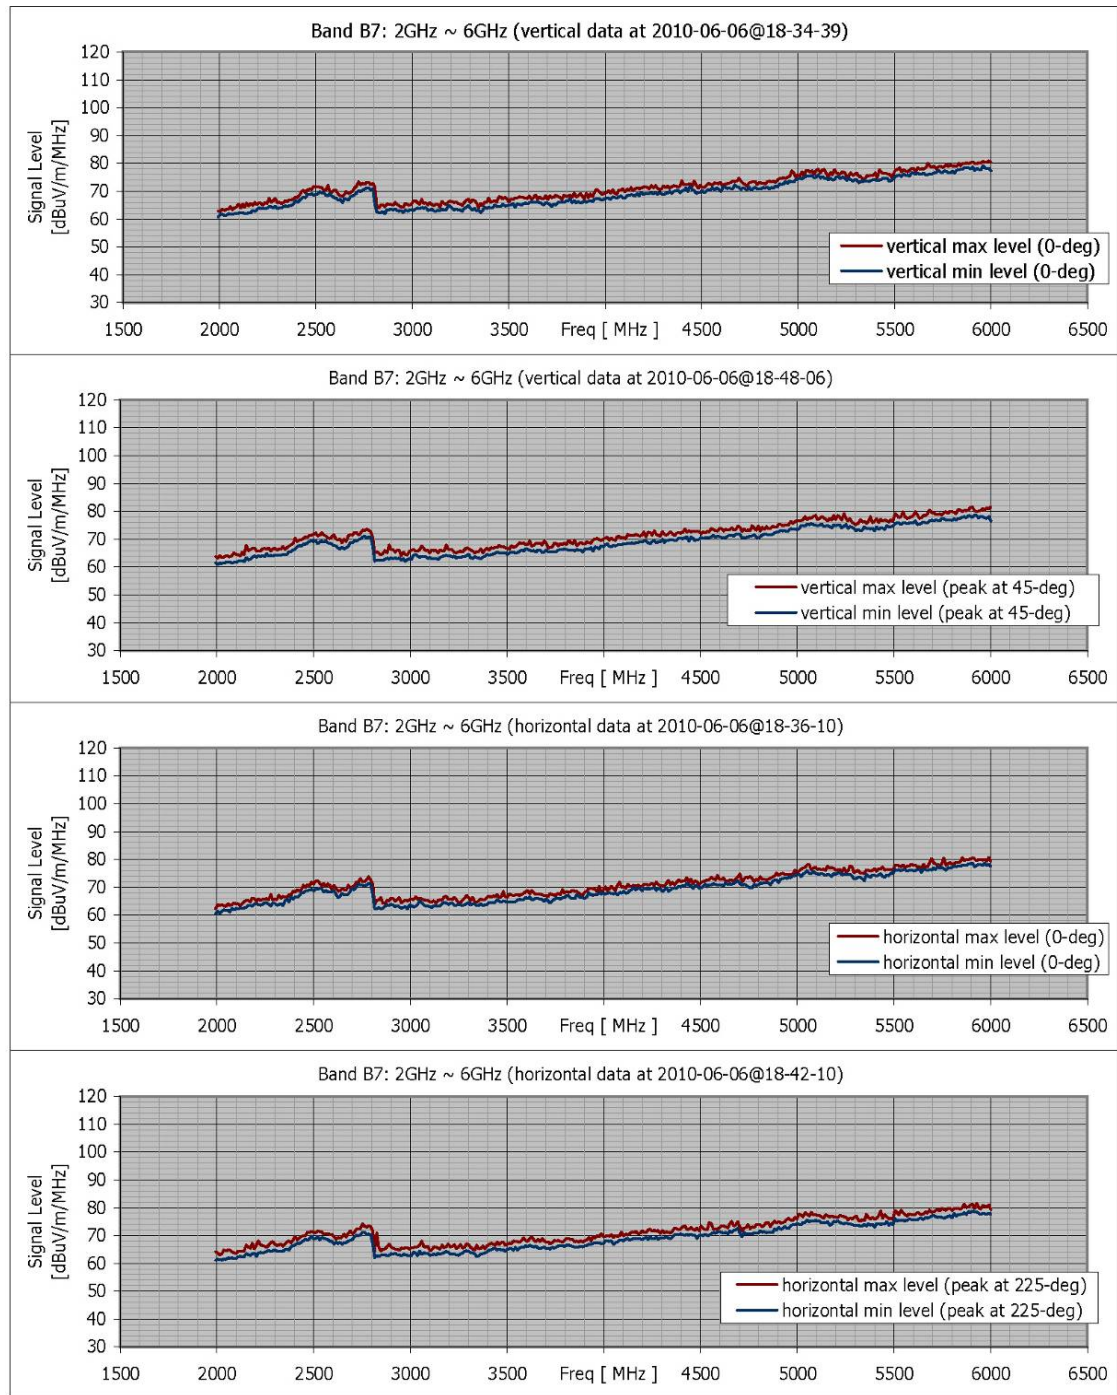 Band B7: 2GHz ~ 6GHz (vertical data at 2010-06-06@18-34-39)
120
110
100
90
80
70
60
50
40
30
Signal Level
[dBuV/m/MHz]
vertical max level (0-deg)
vertical min level (0-deg)
1500 2000 2500 3000 3500 Freq [ MHz ] 4500 5000 5500 6000 6500
Band B7: 2GHz ~ 6GHz (vertical data at 2010-06-06@18-48-06)
120
110
100
90
80
70
60
50
40
30
Signal Level
[dBuV/m/MHz]
vertical max level (peak at 45-deg)
vertical min level (peak at 45-deg)
1500 2000 2500 3000 3500 Freq [ MHz ] 4500 5000 5500 6000 6500
Band B7: 2GHz ~ 6GHz (horizontal data at 2010-06-06@18-36-10)
120
110
100
90
80
70
60
50
40
30
Signal Level
[dBuV/m/MHz]
horizontal max level (0-deg)
horizontal min level (0-deg)
1500 2000 2500 3000 3500 Freq [ MHz ] 4500 5000 5500 6000 6500
Band B7: 2GHz ~ 6GHz (horizontal data at 2010-06-06@18-42-10)
120
110
100
90
80
70
60
50
40
30
Signal Level
[dBuV/m/MHz]
horizontal max level (peak at 225-deg)
horizontal min level (peak at 225-deg)
1500 2000 2500 3000 3500 Freq [ MHz ] 4500 5000 5500 6000 6500